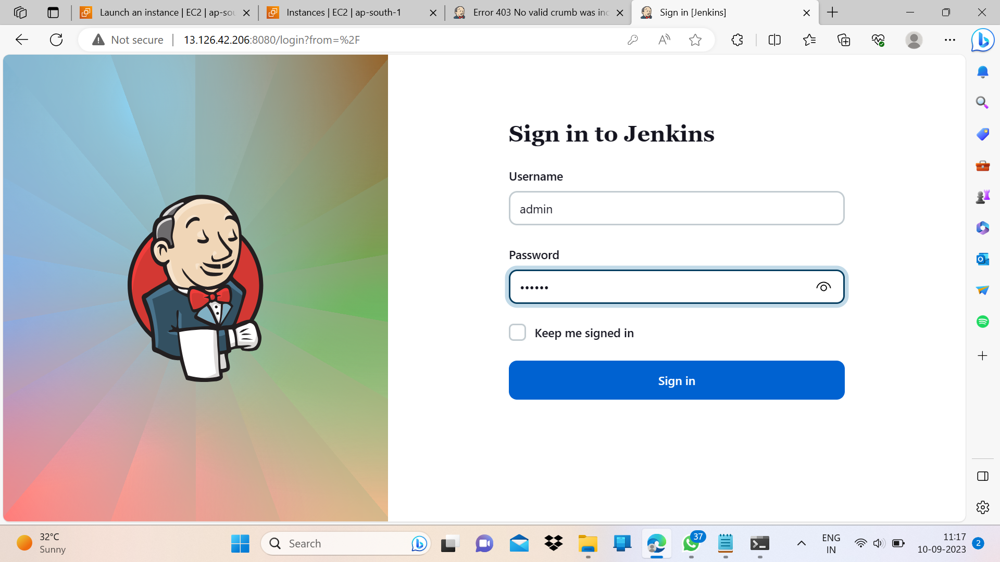 Launch an instance | EC2 | ap-sou
Instances | EC2 | ap-south-1
Error 403 No valid crumb was inc
Sign in [Jenkins]
Not secure
13.126.42.206:8080/login?from=%2F
Sign in to Jenkins
Username
admin
Password
••••••
Keep me signed in
Sign in
32°C
Sunny
Search
37
ENG
IN
11:17
10-09-2023
2